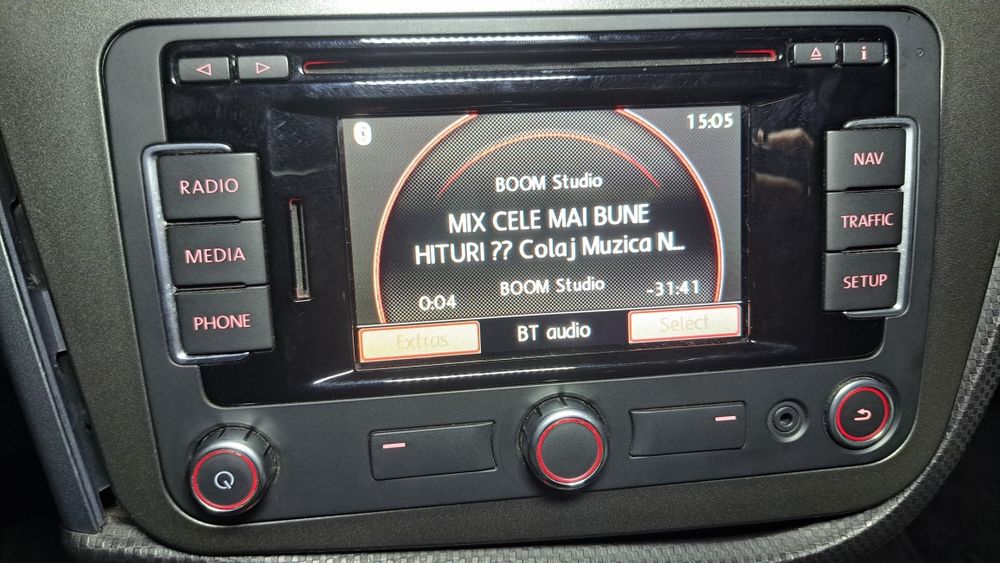 i
15:05
RADIO
MEDIA
PHONE
BOOM Studio
MIX CELE MAI BUNE
HITURI ?? Colaj Muzica N...
BOOM Studio
0:04
-31:41
Extras
BT audio
Select
NAV
TRAFFIC
SETUP